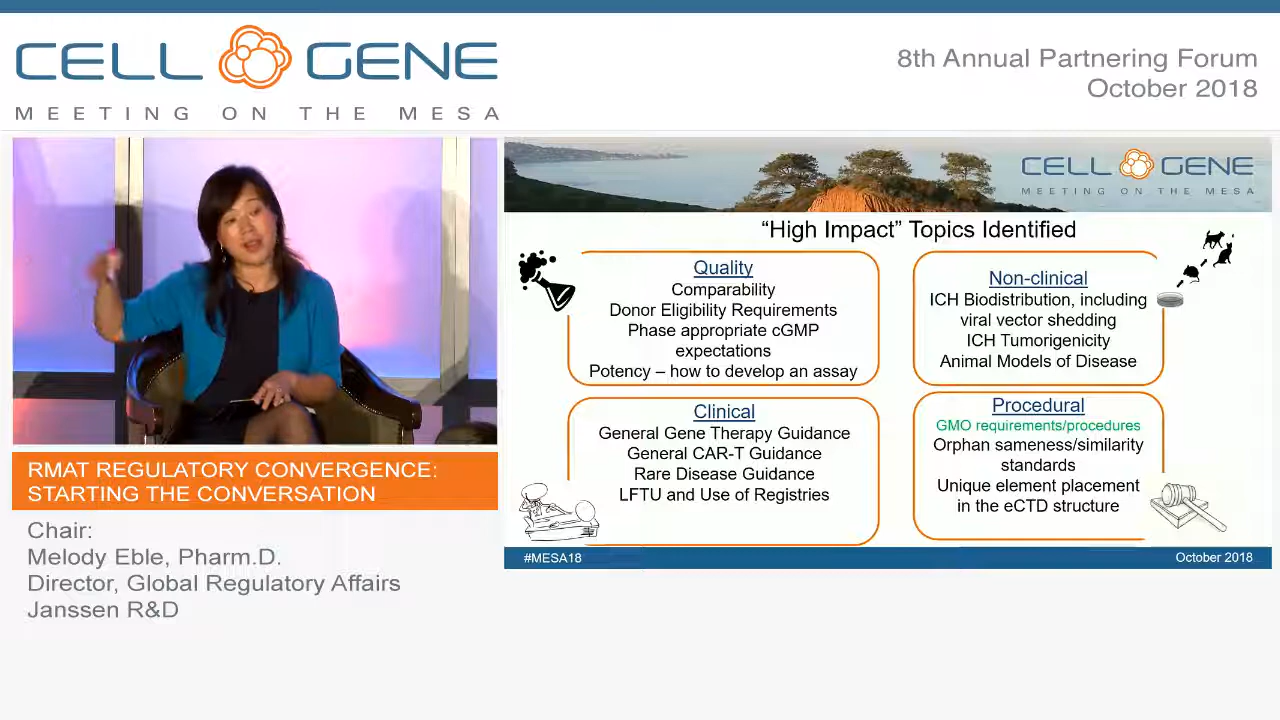 CELL GENE
MEETING ON THE MESA
8th Annual Partnering Forum
October 2018
CELL GENE
MEETING ON THE MESA
“High Impact” Topics Identified
Quality
Comparability
Donor Eligibility Requirements
Phase appropriate cGMP
expectations
Potency – how to develop an assay
Non-clinical
ICH Biodistribution, including
viral vector shedding
ICH Tumorigenicity
Animal Models of Disease
Clinical
General Gene Therapy Guidance
General CAR-T Guidance
Rare Disease Guidance
LFTU and Use of Registries
Procedural
GMO requirements/procedures
Orphan sameness/similarity
standards
Unique element placement
in the eCTD structure
#MESA18
October 2018
RMAT REGULATORY CONVERGENCE:
STARTING THE CONVERSATION
Chair:
Melody Eble, Pharm.D.
Director, Global Regulatory Affairs
Janssen R&D